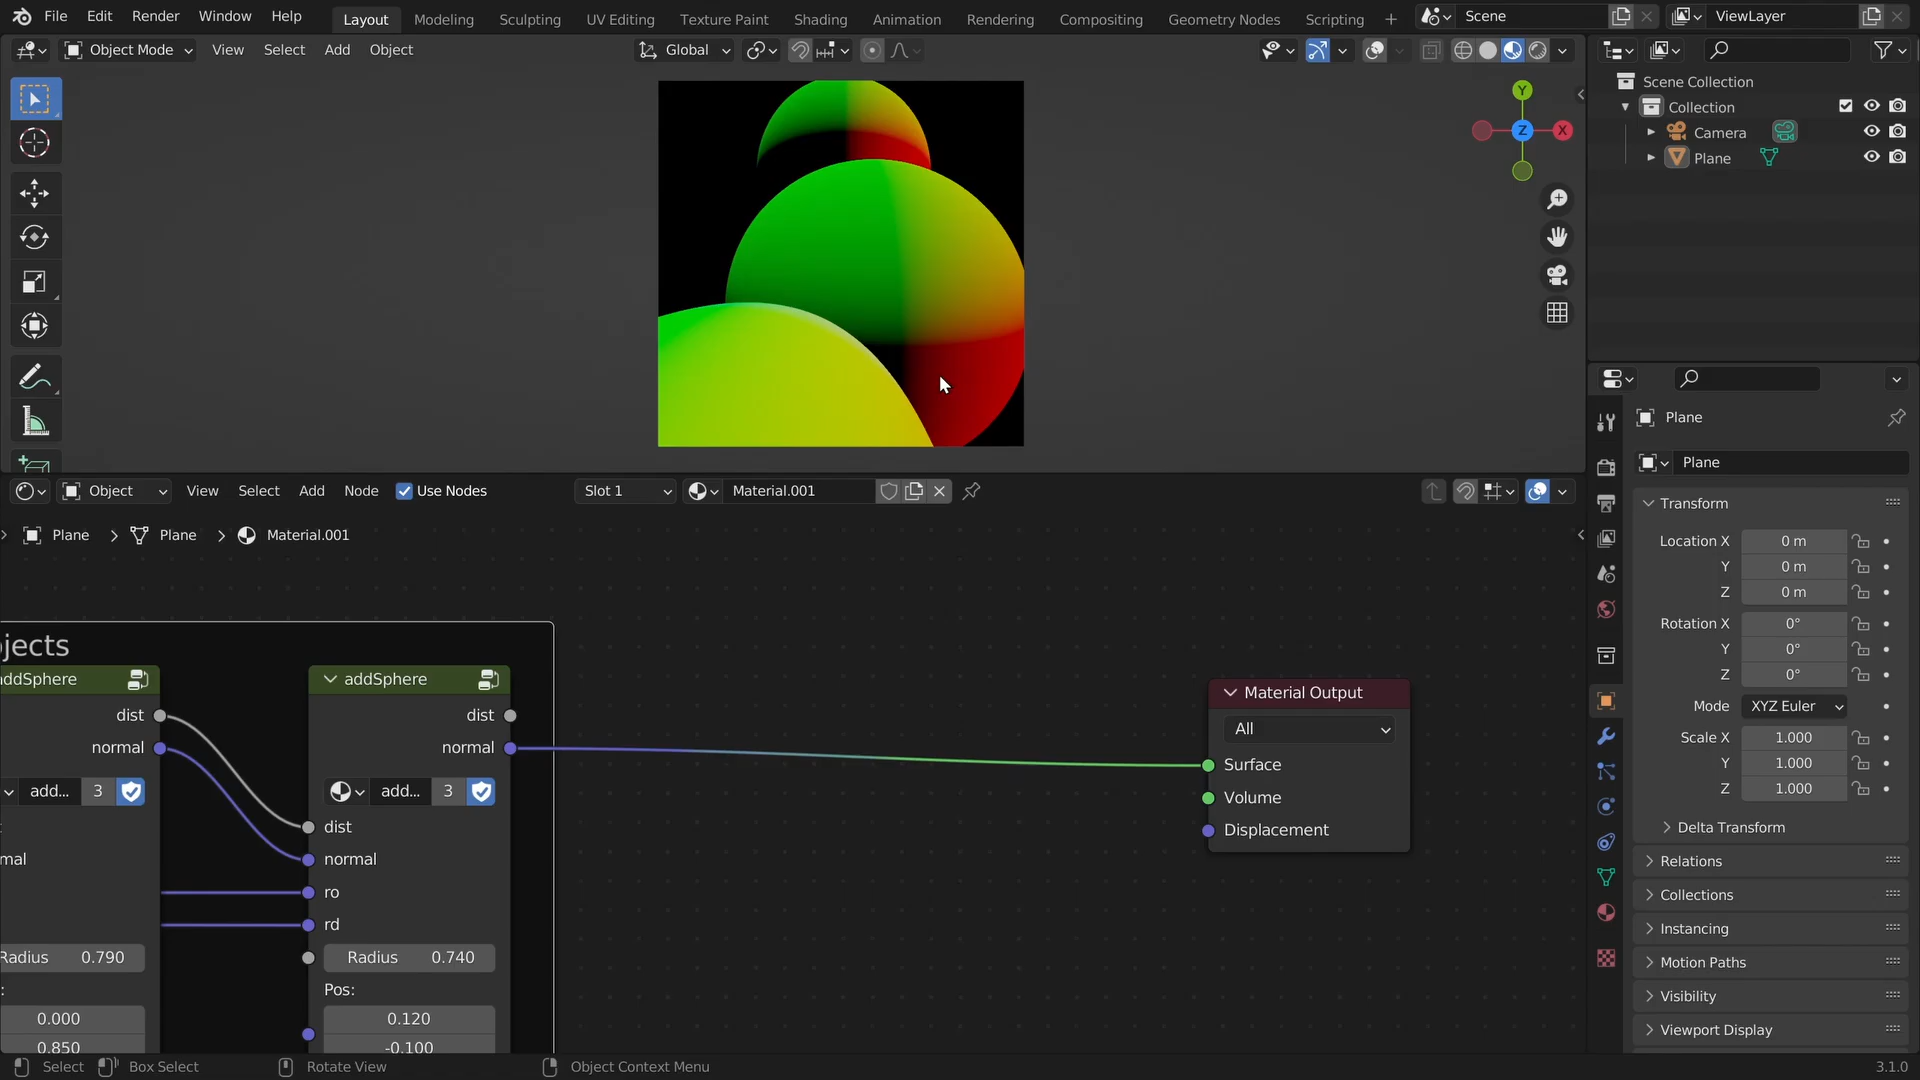 File Edit Render Window Help Layout Modeling Sculpting UV Editing Texture Paint Shading Animation Rendering Compositing Geometry Nodes Scripting + Scene ViewLayer
Object Mode View Select Add Object Global
Y
Z X
Scene Collection
Collection
Camera
Plane
Plane
Plane
Transform
Location X 0 m
Y 0 m
Z 0 m
Rotation X 0°
Y 0°
Z 0°
Mode XYZ Euler
Scale X 1.000
Y 1.000
Z 1.000
Delta Transform
Relations
Collections
Instancing
Motion Paths
Visibility
Viewport Display
Object View Select Add Node Use Nodes Slot 1 Material.001
Plane > Plane > Material.001
jects
addSphere
dist
normal
add... 3
mal
Radius 0.790
:
0.000
0.850
addSphere
dist
normal
add... 3
dist
normal
ro
rd
Radius 0.740
Pos:
0.120
-0.100
Material Output
All
Surface
Volume
Displacement
Select Box Select Rotate View Object Context Menu 3.1.0